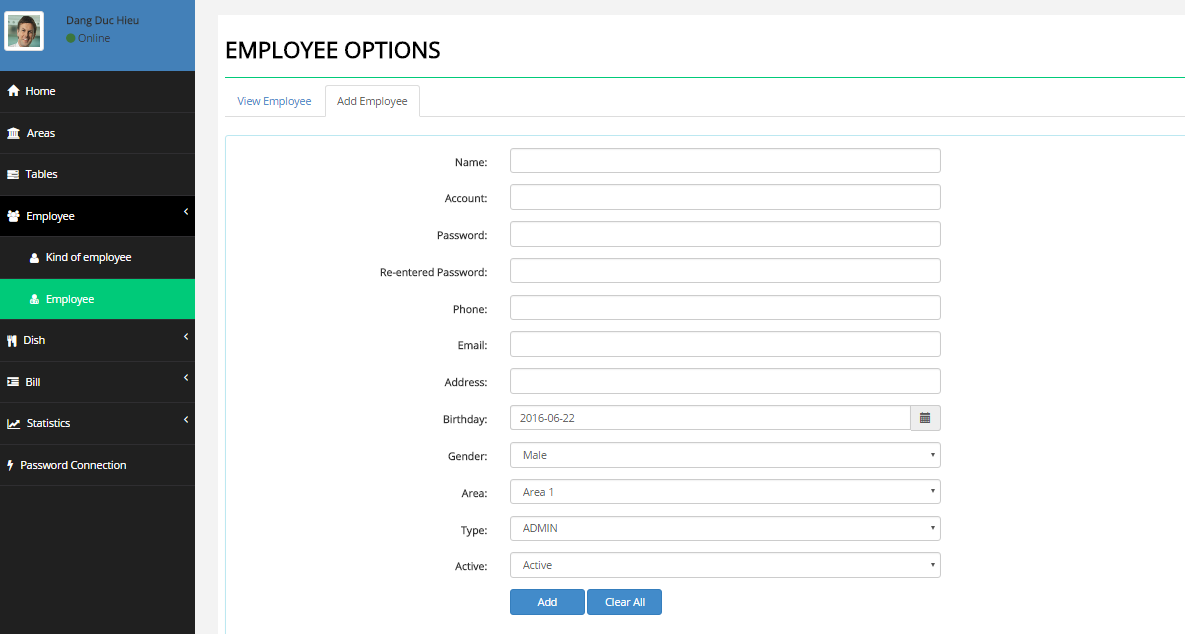 Dang Duc Hieu
Online
Home
Areas
Tables
Employee
Kind of employee
Employee
Dish
Bill
Statistics
Password Connection
EMPLOYEE OPTIONS
View Employee
Add Employee
Name:
Account:
Password:
Re-entered Password:
Phone:
Email:
Address:
Birthday: 2016-06-22
Gender: Male
Area: Area 1
Type: ADMIN
Active: Active
Add Clear All